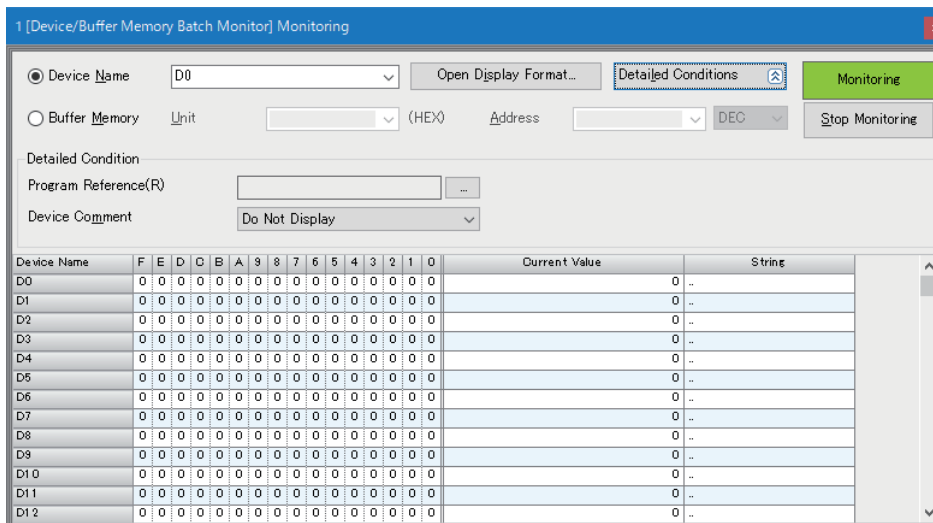 1 [Device/Buffer Memory Batch Monitor] Monitoring
Device Name D0 Open Display Format... Detailed Conditions Monitoring
Buffer Memory Unit (HEX) Address DEC Stop Monitoring
Detailed Condition
Program Reference(R) ...
Device Comment Do Not Display
Device Name F E D C B A 9 8 7 6 5 4 3 2 1 0 Current Value String
D0 0 0 0 0 0 0 0 0 0 0 0 0 0 0 0 0 0 ..
D1 0 0 0 0 0 0 0 0 0 0 0 0 0 0 0 0 0 ..
D2 0 0 0 0 0 0 0 0 0 0 0 0 0 0 0 0 0 ..
D3 0 0 0 0 0 0 0 0 0 0 0 0 0 0 0 0 0 ..
D4 0 0 0 0 0 0 0 0 0 0 0 0 0 0 0 0 0 ..
D5 0 0 0 0 0 0 0 0 0 0 0 0 0 0 0 0 0 ..
D6 0 0 0 0 0 0 0 0 0 0 0 0 0 0 0 0 0 ..
D7 0 0 0 0 0 0 0 0 0 0 0 0 0 0 0 0 0 ..
D8 0 0 0 0 0 0 0 0 0 0 0 0 0 0 0 0 0 ..
D9 0 0 0 0 0 0 0 0 0 0 0 0 0 0 0 0 0 ..
D10 0 0 0 0 0 0 0 0 0 0 0 0 0 0 0 0 0 ..
D11 0 0 0 0 0 0 0 0 0 0 0 0 0 0 0 0 0 ..
D12 0 0 0 0 0 0 0 0 0 0 0 0 0 0 0 0 0 ..